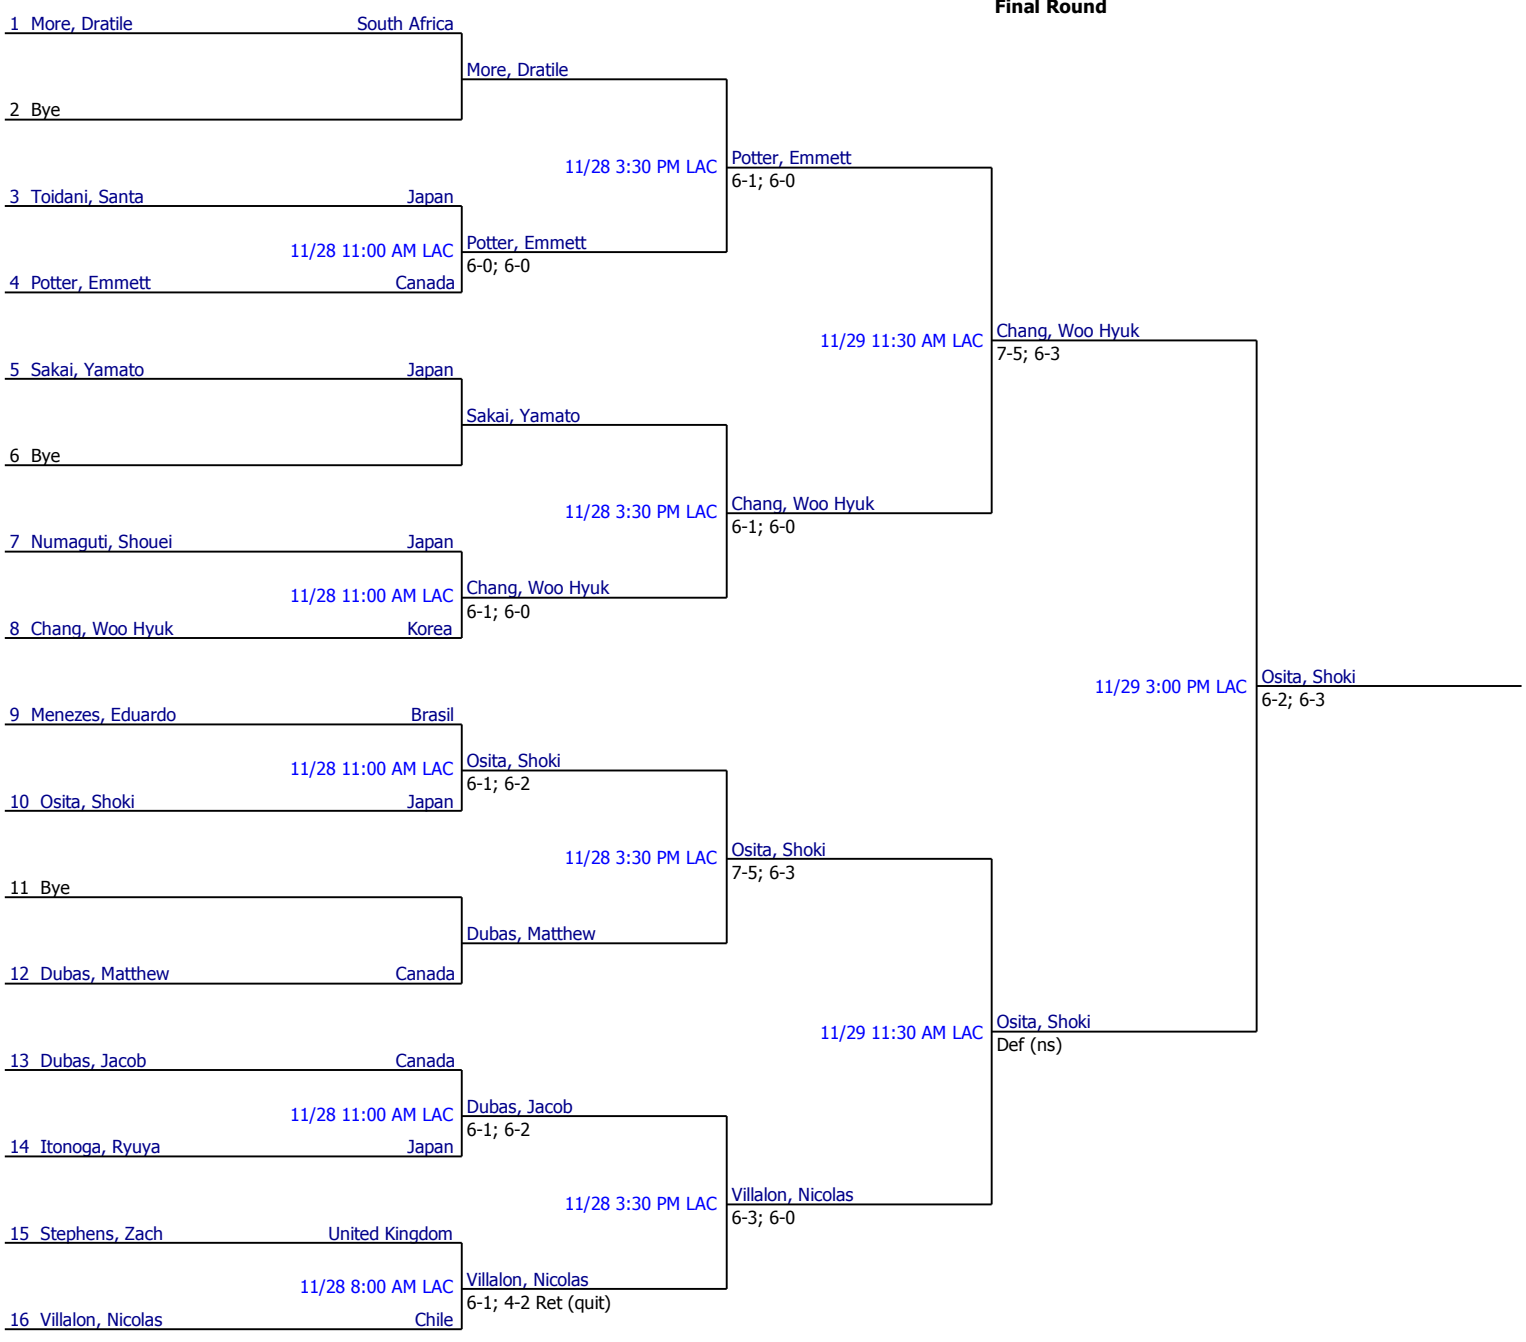 Final Round
1 More, Dratile South Africa
More, Dratile
2 Bye
11/28 3:30 PM LAC Potter, Emmett
6-1; 6-0
3 Toidani, Santa Japan
11/28 11:00 AM LAC Potter, Emmett
6-0; 6-0
4 Potter, Emmett Canada
11/29 11:30 AM LAC Chang, Woo Hyuk
7-5; 6-3
5 Sakai, Yamato Japan
Sakai, Yamato
6 Bye
11/28 3:30 PM LAC Chang, Woo Hyuk
6-1; 6-0
7 Numaguti, Shouei Japan
11/28 11:00 AM LAC Chang, Woo Hyuk
6-1; 6-0
8 Chang, Woo Hyuk Korea
11/29 3:00 PM LAC Osita, Shoki
6-2; 6-3
9 Menezes, Eduardo Brasil
11/28 11:00 AM LAC Osita, Shoki
6-1; 6-2
10 Osita, Shoki Japan
11/28 3:30 PM LAC Osita, Shoki
7-5; 6-3
11 Bye
Dubas, Matthew
12 Dubas, Matthew Canada
11/29 11:30 AM LAC Osita, Shoki
Def (ns)
13 Dubas, Jacob Canada
11/28 11:00 AM LAC Dubas, Jacob
6-1; 6-2
14 Itonoga, Ryuya Japan
11/28 3:30 PM LAC Villalon, Nicolas
6-3; 6-0
15 Stephens, Zach United Kingdom
11/28 8:00 AM LAC Villalon, Nicolas
6-1; 4-2 Ret (quit)
16 Villalon, Nicolas Chile